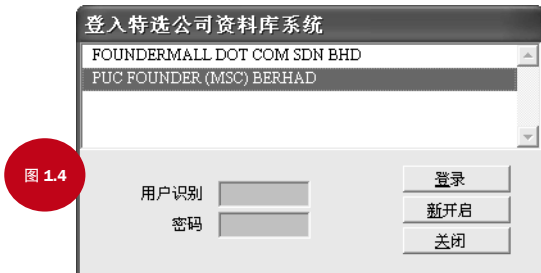 登入特选公司资料库系统
FOUNDERMALL DOT COM SDN BHD
PUC FOUNDER (MSC) BERHAD
图 1.4
用户识别
密码
登录
新开启
关闭